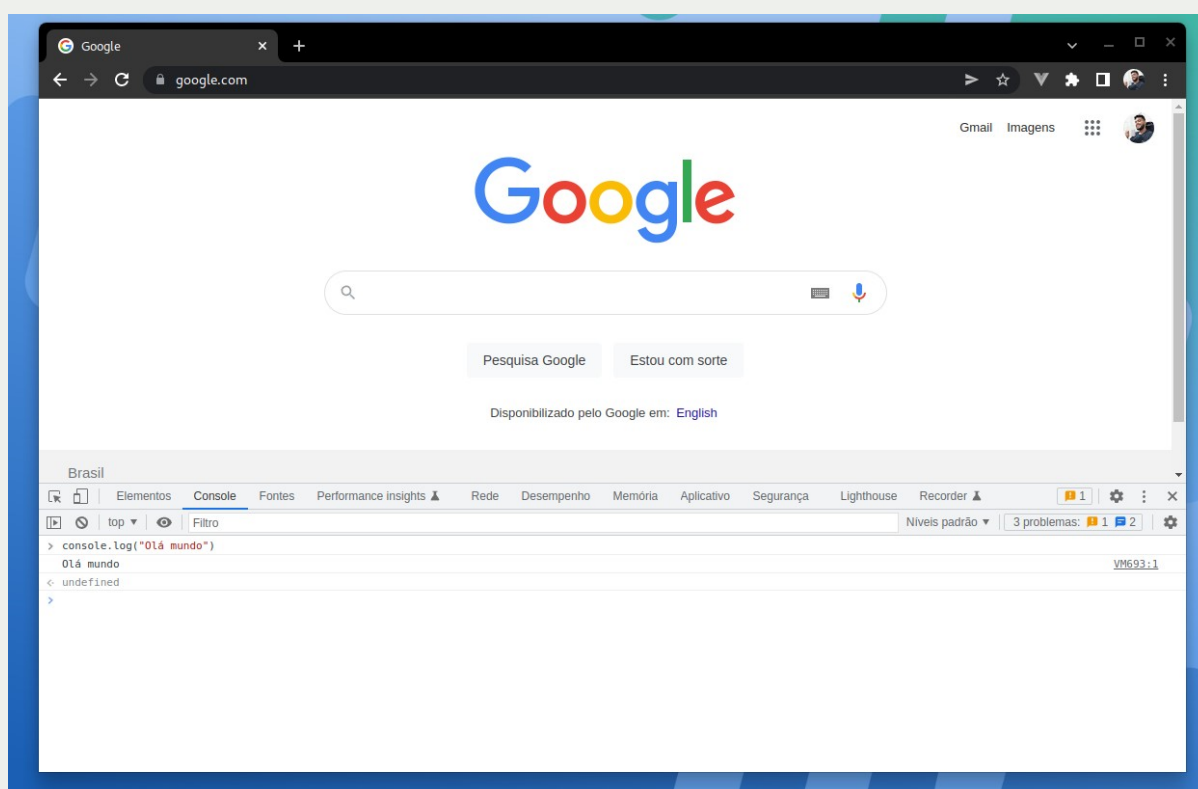 Google
google.com
Gmail Imagens
Google
Pesquisa Google Estou com sorte
Disponibilizado pelo Google em: English
Brasil
Elementos Console Fontes Performance insights Rede Desempenho Memória Aplicativo Segurança Lighthouse Recorder 1
top Filtro Níveis padrão 3 problemas: 1 2
> console.log("Olá mundo")
Olá mundo VM693:1
< undefined
>